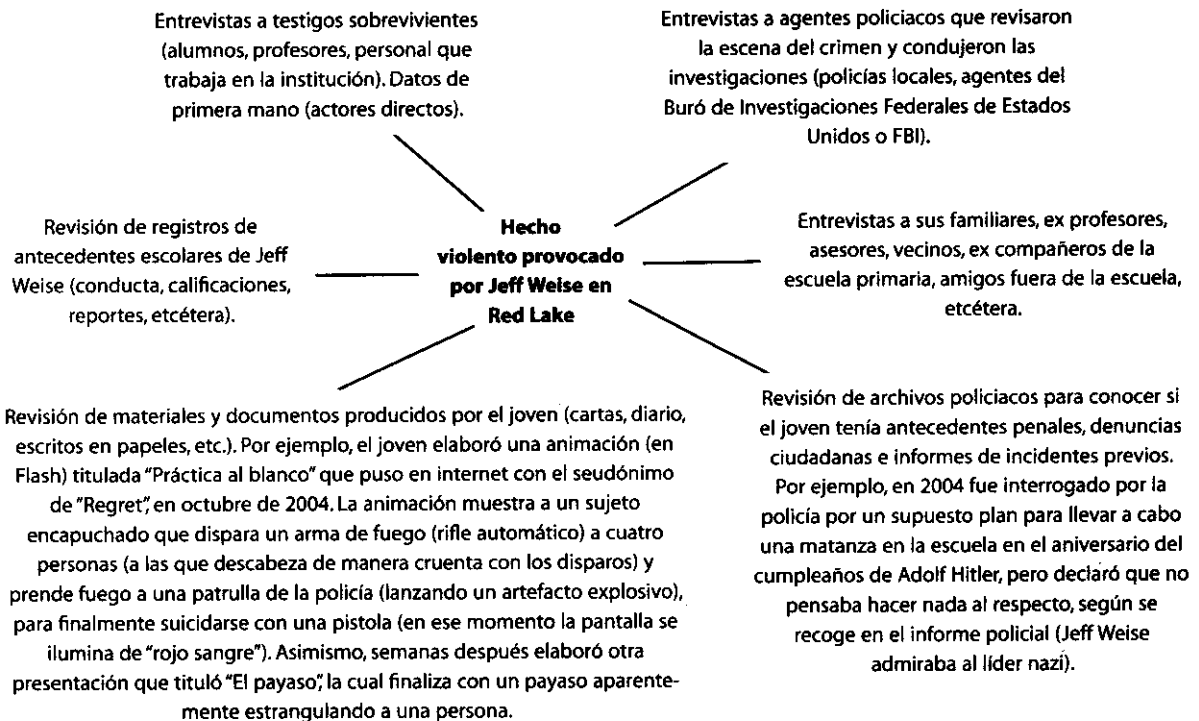 Entrevistas a testigos sobrevivientes
(alumnos, profesores, personal que
trabaja en la institución). Datos de
primera mano (actores directos).
Entrevistas a agentes policiacos que revisaron
la escena del crimen y condujeron las
investigaciones (policías locales, agentes del
Buró de Investigaciones Federales de Estados
Unidos o FBI).
Revisión de registros de
antecedentes escolares de Jeff
Weise (conducta, calificaciones,
reportes, etcétera).
Hecho
violento provocado
por Jeff Weise en
Red Lake
Entrevistas a sus familiares, ex profesores,
asesores, vecinos, ex compañeros de la
escuela primaria, amigos fuera de la escuela,
etcétera.
Revisión de materiales y documentos producidos por el joven (cartas, diario,
escritos en papeles, etc.). Por ejemplo, el joven elaboró una animación (en
Flash) titulada "Práctica al blanco" que puso en internet con el seudónimo
de "Regret", en octubre de 2004. La animación muestra a un sujeto
encapuchado que dispara un arma de fuego (rifle automático) a cuatro
personas (a las que descabeza de manera cruenta con los disparos) y
prende fuego a una patrulla de la policía (lanzando un artefacto explosivo),
para finalmente suicidarse con una pistola (en ese momento la pantalla se
ilumina de "rojo sangre"). Asimismo, semanas después elaboró otra
presentación que tituló "El payaso", la cual finaliza con un payaso aparente-
mente estrangulando a una persona.
Revisión de archivos policiacos para conocer si
el joven tenía antecedentes penales, denuncias
ciudadanas e informes de incidentes previos.
Por ejemplo, en 2004 fue interrogado por la
policía por un supuesto plan para llevar a cabo
una matanza en la escuela en el aniversario del
cumpleaños de Adolf Hitler, pero declaró que no
pensaba hacer nada al respecto, según se
recoge en el informe policial (Jeff Weise
admiraba al líder nazi).